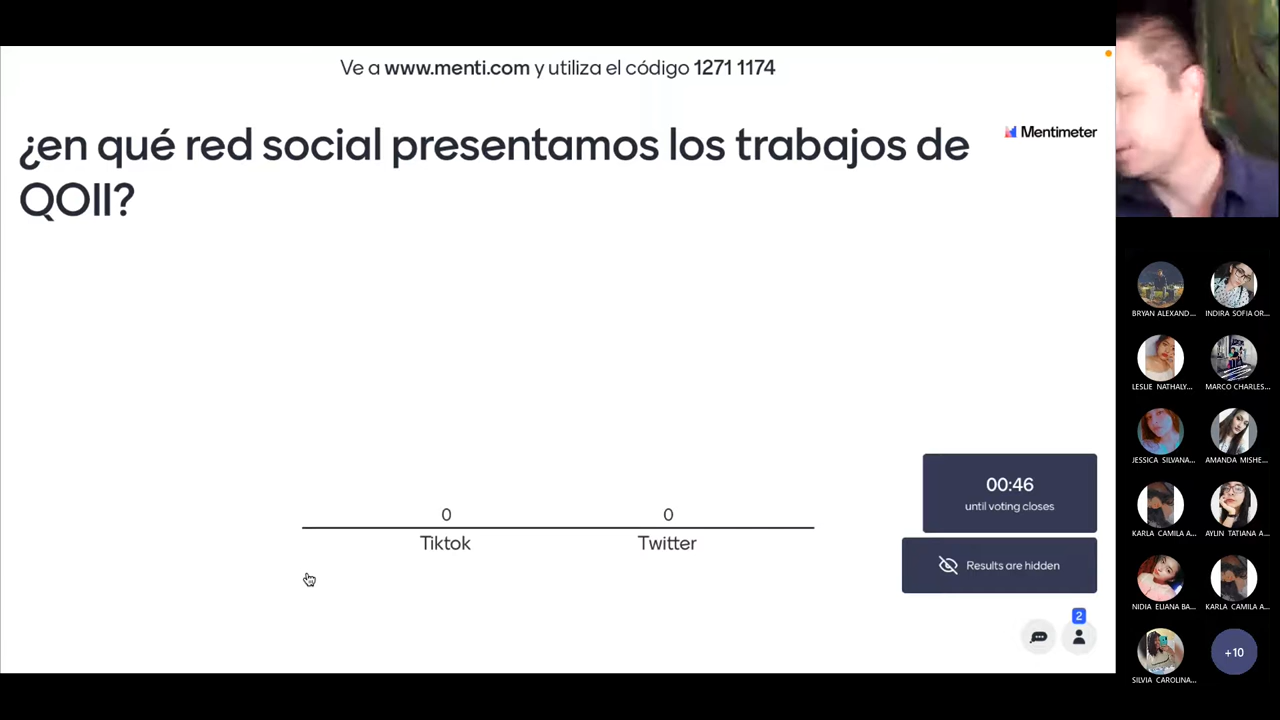 Ve a www.menti.com y utiliza el código 1271 1174
¿en qué red social presentamos los trabajos de
QOII?
Mentimeter
0
0
Tiktok
Twitter
00:46
until voting closes
Results are hidden
2
BRYAN ALEXAND...
INDIRA SOFIA OR...
LESLIE NATHALY...
MARCO CHARLES...
JESSICA SILVANA...
AMANDA MISHE...
KARLA CAMILA A...
AYLIN TATIANA A...
NIDIA ELIANA BA...
KARLA CAMILA A...
SILVIA CAROLINA...
+10